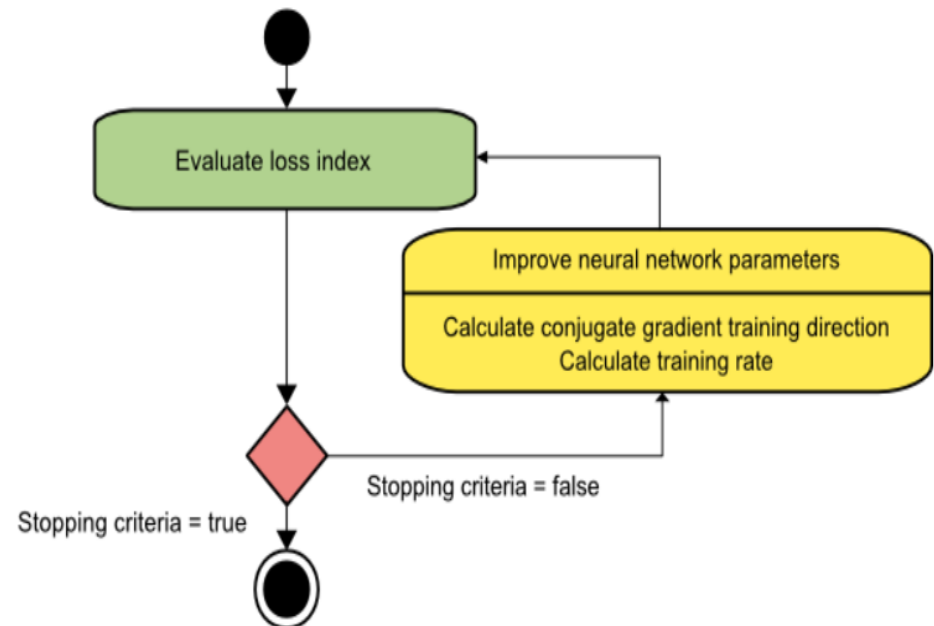 Evaluate loss index
Improve neural network parameters
Calculate conjugate gradient training direction
Calculate training rate
Stopping criteria = false
Stopping criteria = true